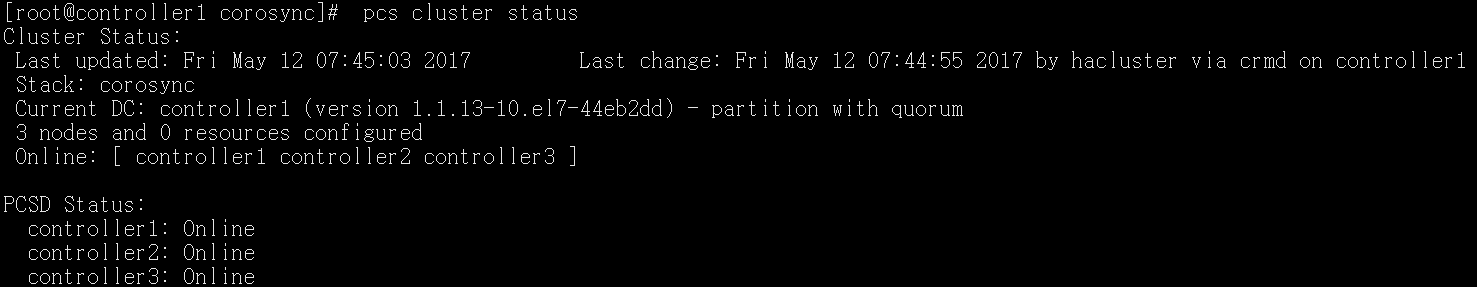 [root@controller1 corosync]#  pcs cluster status
Cluster Status:
 Last updated: Fri May 12 07:45:03 2017          Last change: Fri May 12 07:44:55 2017 by hacluster via crmd on controller1
 Stack: corosync
 Current DC: controller1 (version 1.1.13-10.el7-44eb2dd) - partition with quorum
 3 nodes and 0 resources configured
 Online: [ controller1 controller2 controller3 ]

PCSD Status:
  controller1: Online
  controller2: Online
  controller3: Online